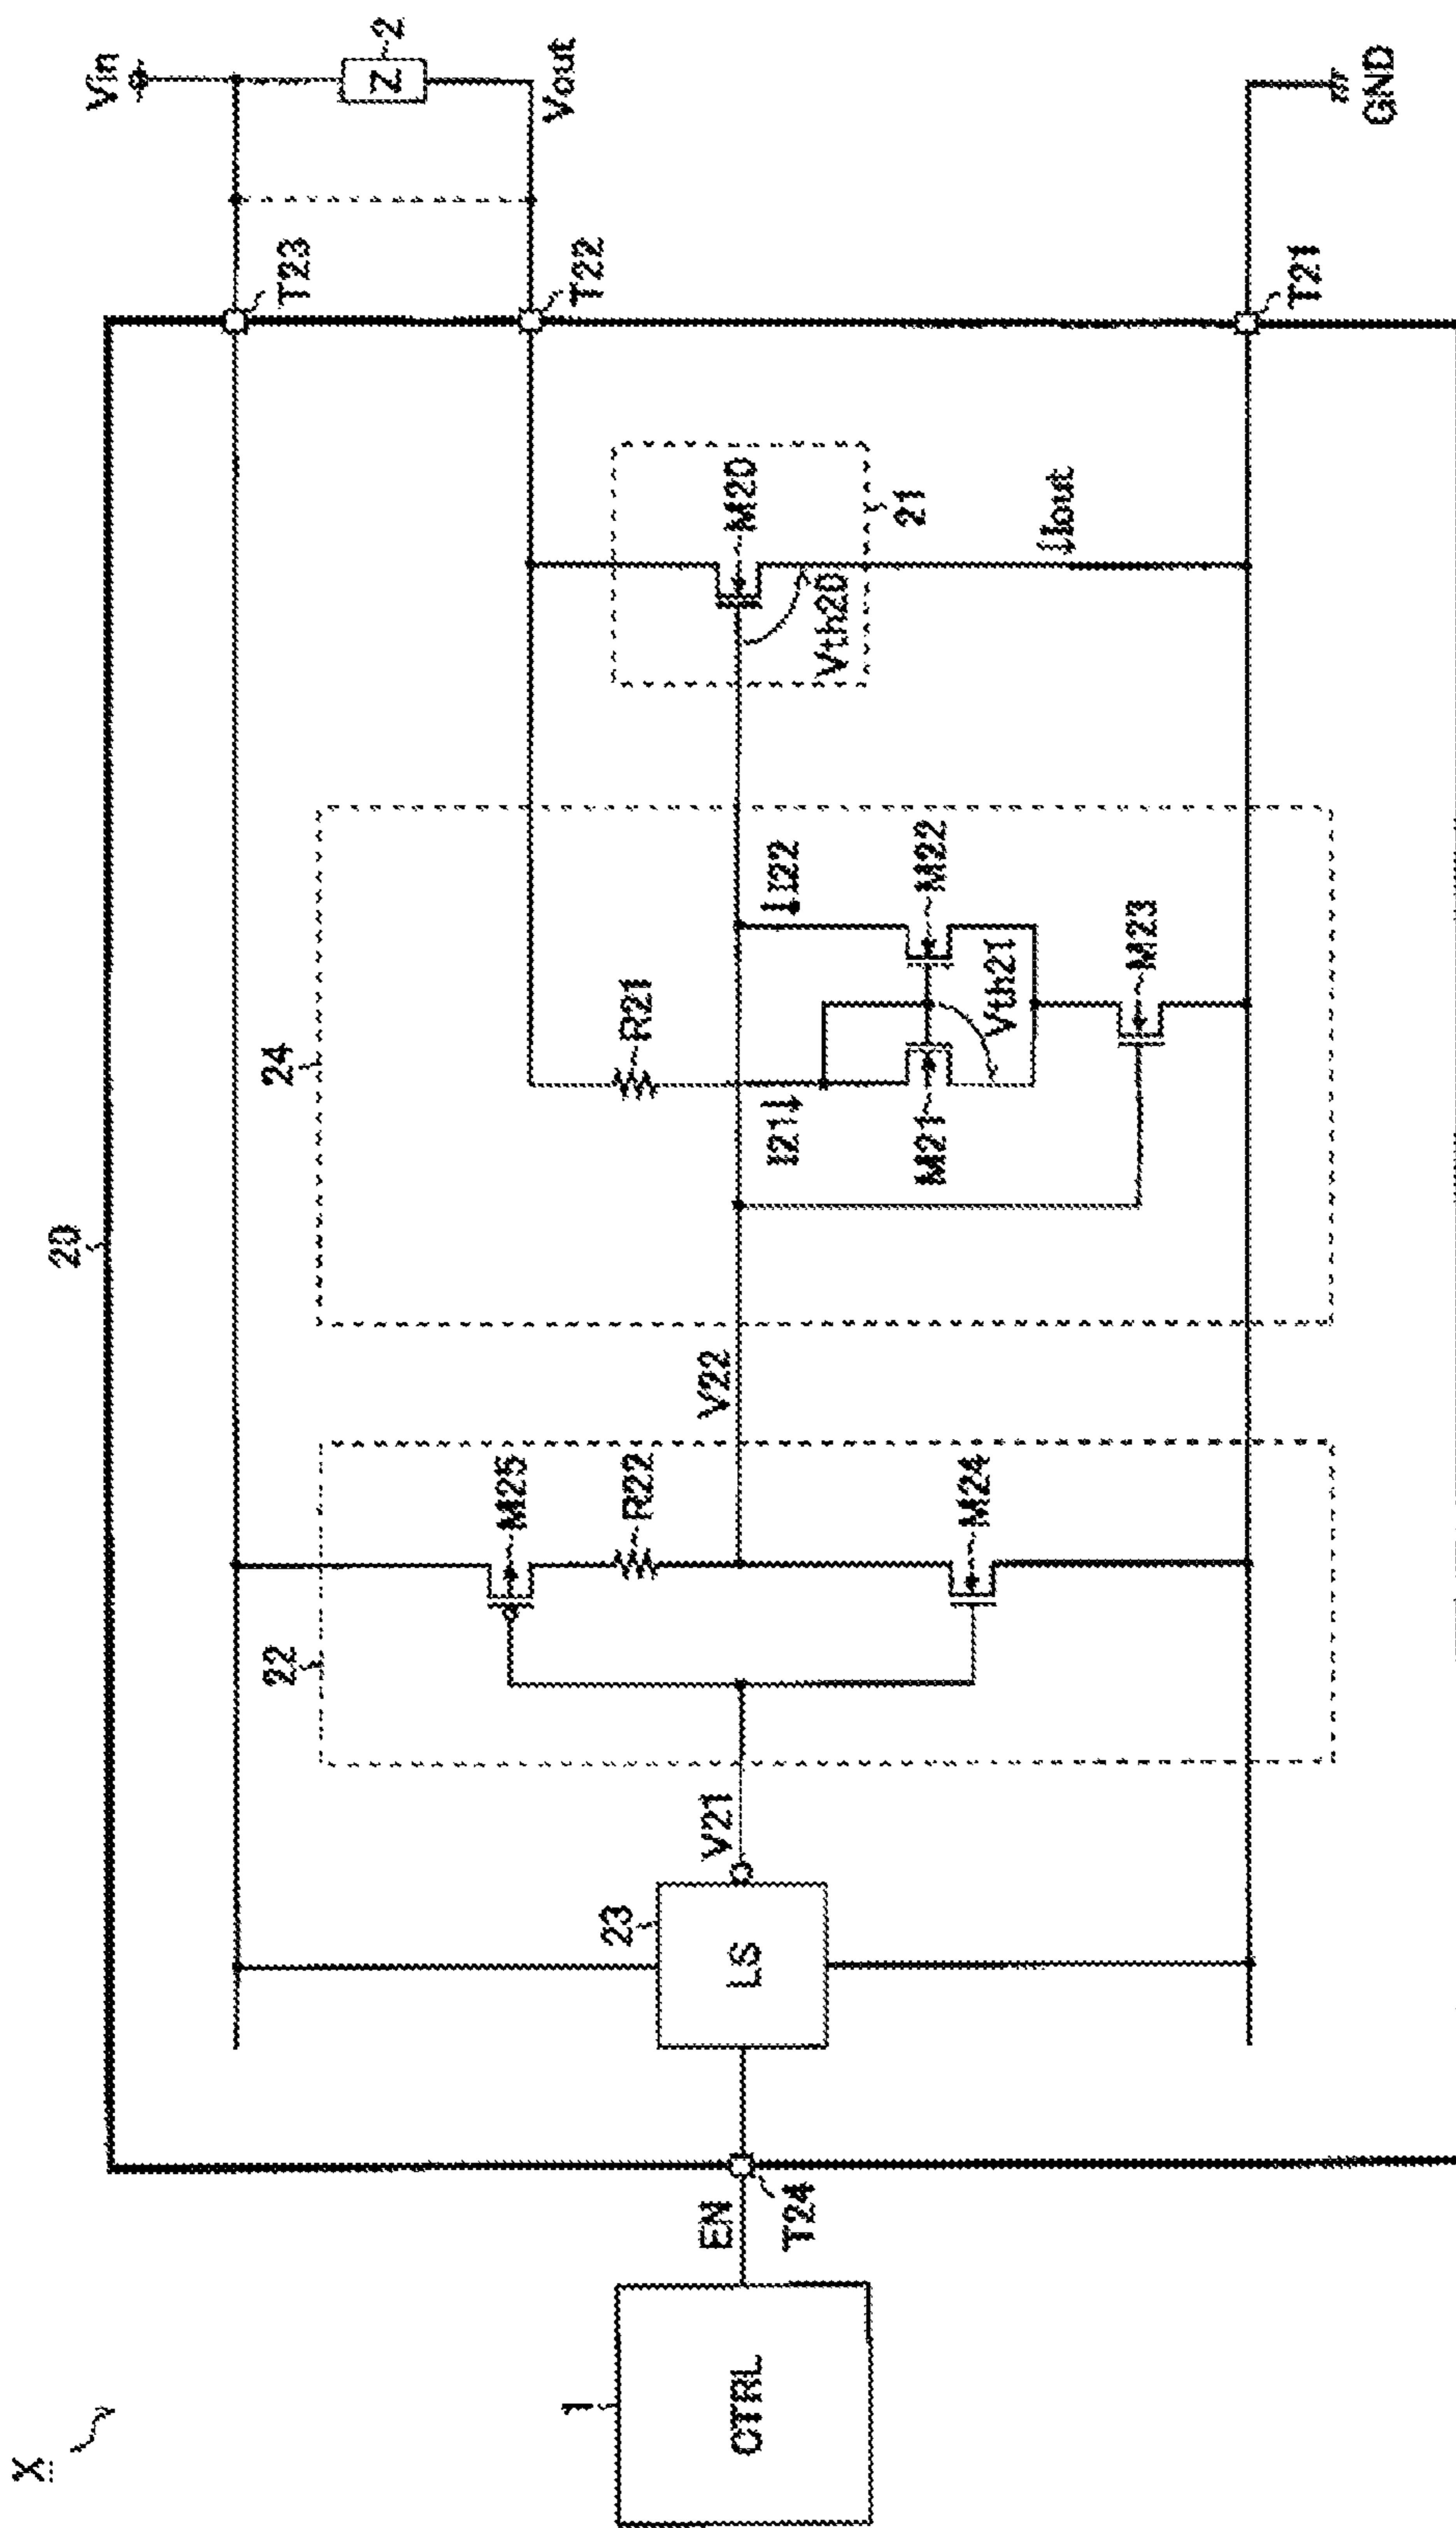 X
1
CTRL
EN
T24
20
23
LS
V21
22
M25
R22
M24
V22
24
R21
I21
I22
M21
M22
Vth21
M23
M20
Vth20
21
Iout
T23
T22
T21
Vin
Z
2
Vout
GND